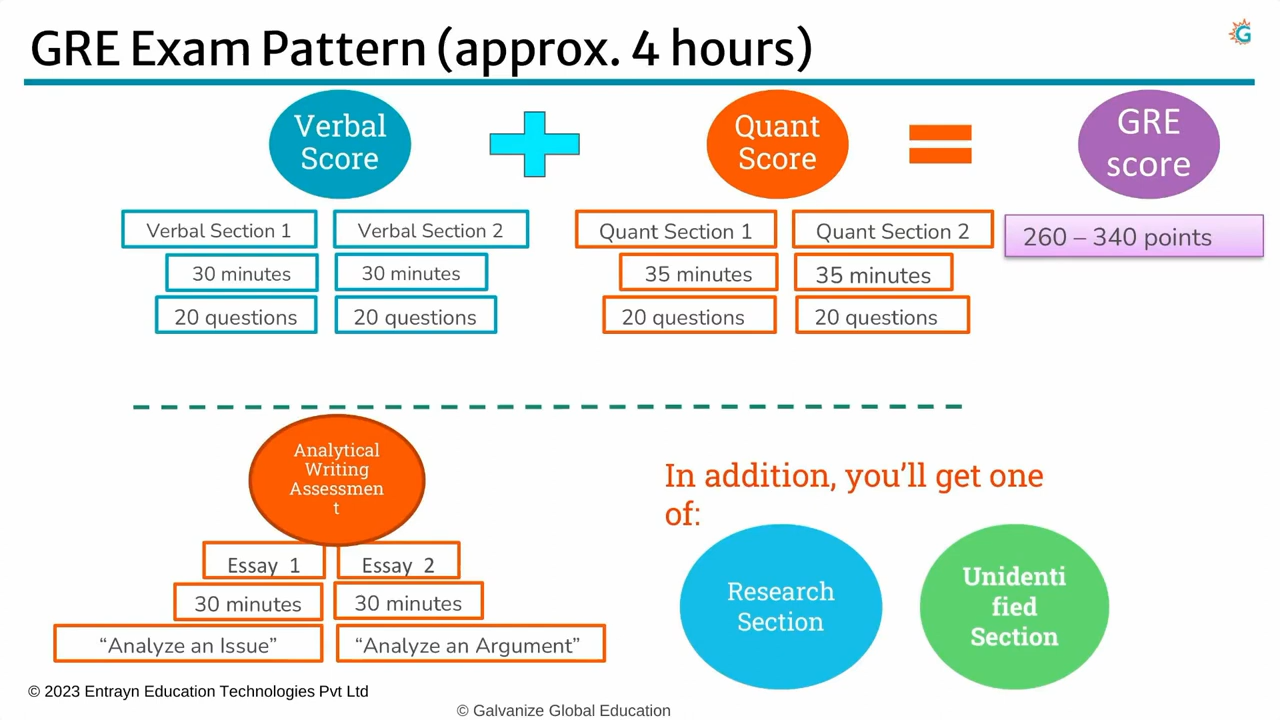 GRE Exam Pattern (approx. 4 hours)
G
Verbal
Score
Quant
Score
GRE
score
Verbal Section 1
Verbal Section 2
Quant Section 1
Quant Section 2
260 – 340 points
30 minutes
30 minutes
35 minutes
35 minutes
20 questions
20 questions
20 questions
20 questions
Analytical
Writing
Assessmen
t
In addition, you’ll get one
of:
Essay 1
Essay 2
30 minutes
30 minutes
“Analyze an Issue”
“Analyze an Argument”
Research
Section
Unidenti
fied
Section
© 2023 Entrayn Education Technologies Pvt Ltd
© Galvanize Global Education